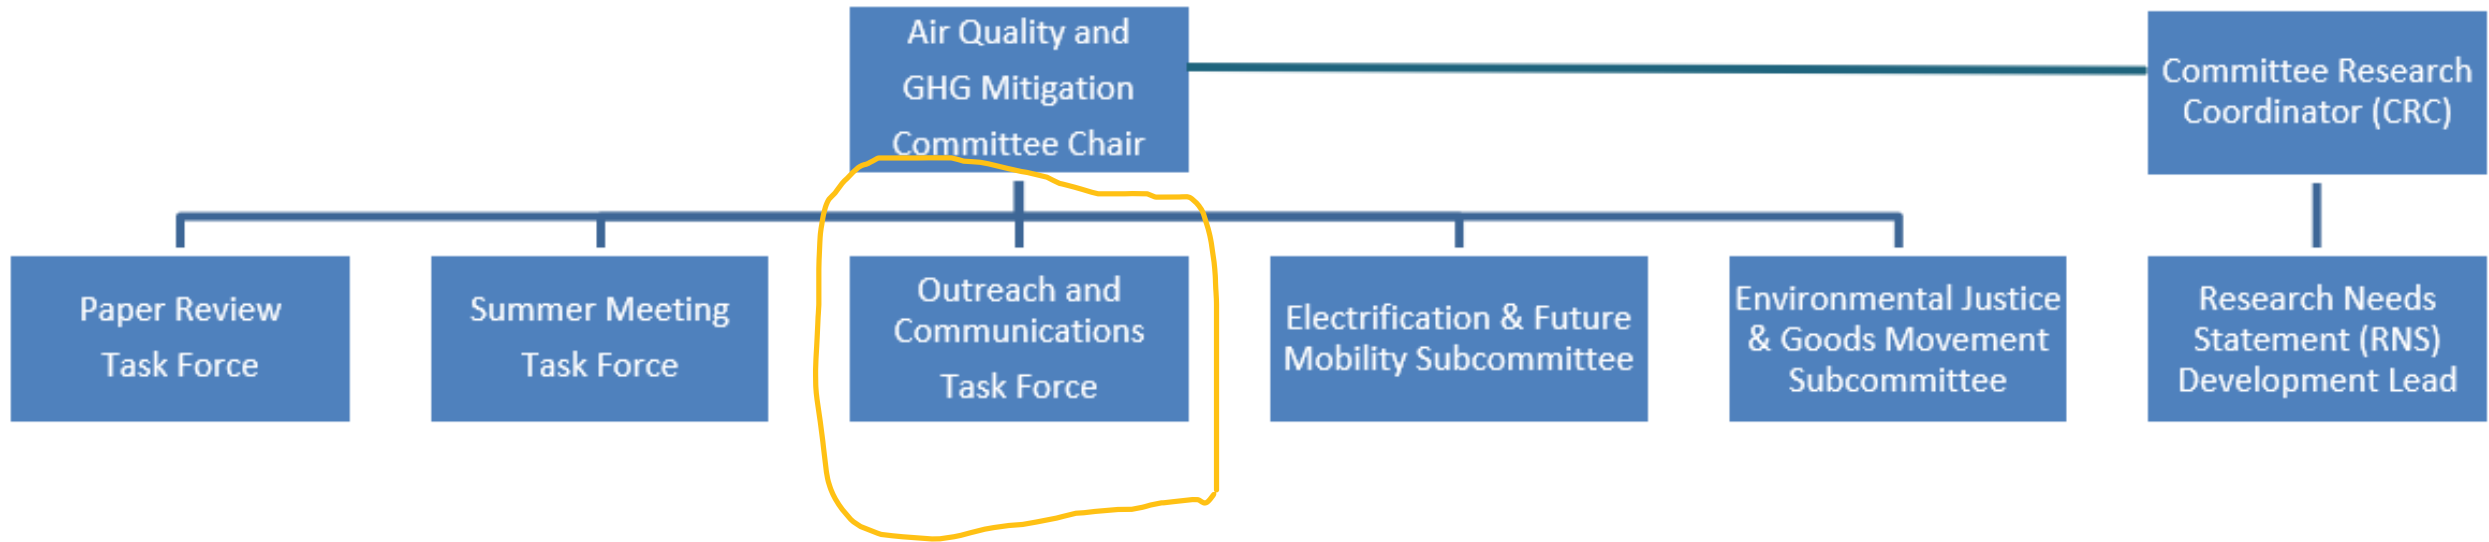 Air Quality and
GHG Mitigation
Committee Chair
Committee Research
Coordinator (CRC)
Paper Review
Task Force
Summer Meeting
Task Force
Outreach and
Communications
Task Force
Electrification & Future
Mobility Subcommittee
Environmental Justice
& Goods Movement
Subcommittee
Research Needs
Statement (RNS)
Development Lead